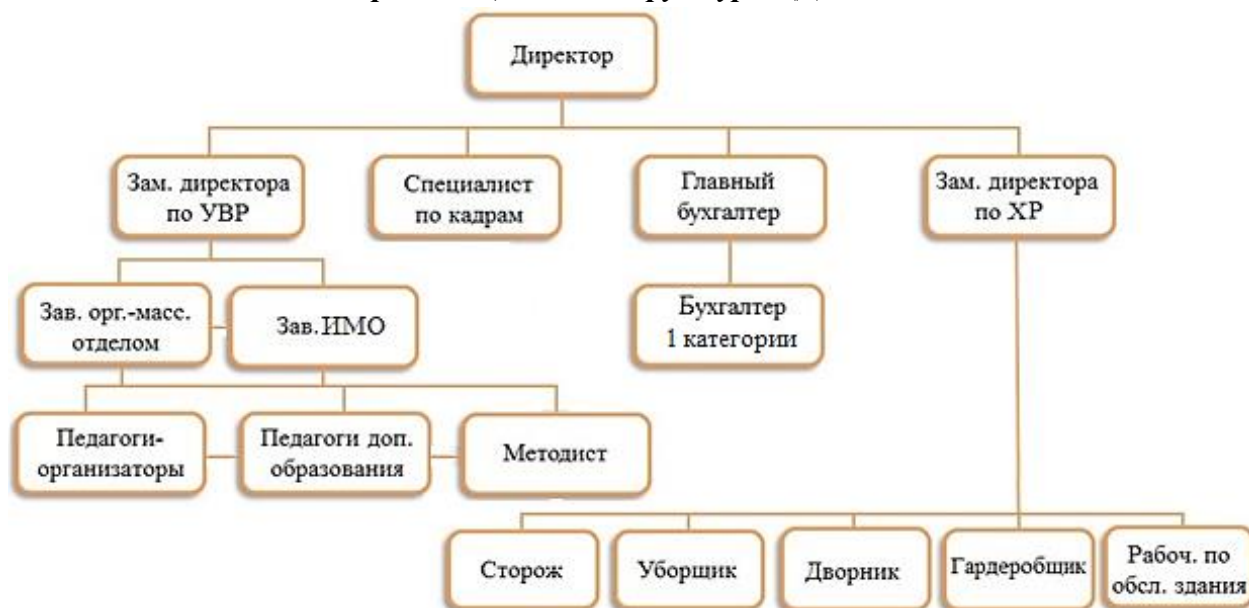 Директор
Зам. директора
по УВР
Специалист
по кадрам
Главный
бухгалтер
Зам. директора
по ХР
Зав. орг.-масс.
отделом
Зав.ИМО
Бухгалтер
1 категории
Педагоги-
организаторы
Педагоги доп.
образования
Методист
Сторож
Уборщик
Дворник
Гардеробщик
Рабоч. по
обсл. здания